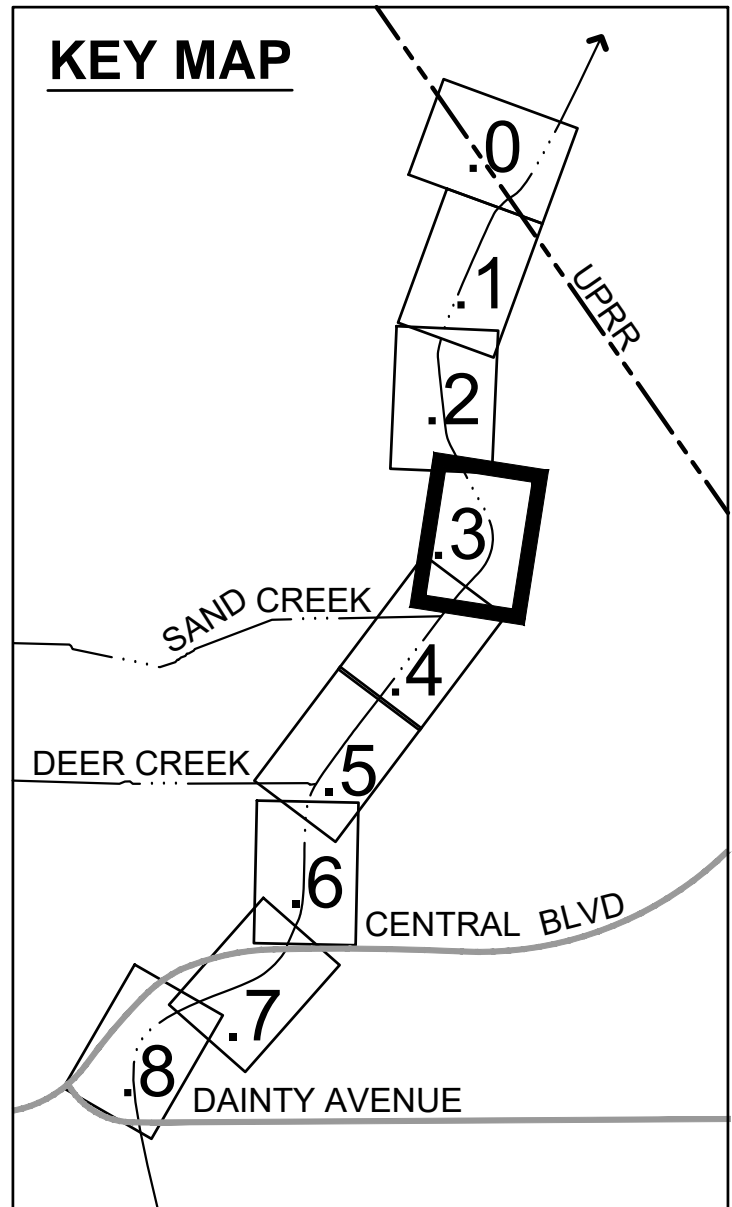 KEY MAP
.0
.1
UPRR
.2
.3
SAND CREEK
.4
DEER CREEK
.5
.6
CENTRAL BLVD
.7
.8
DAINTY AVENUE